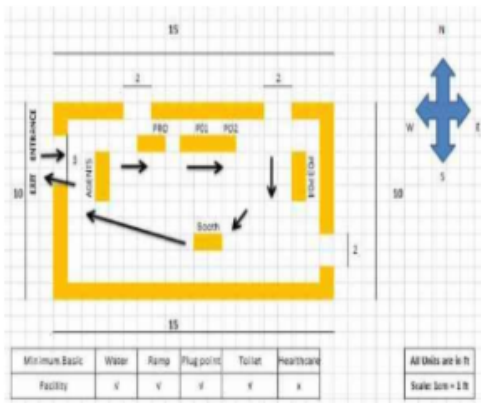 15
N
2
2
W
E
S
ENTRANCE
EXIT
3
PRO
PO1
PO2
AGENTS
10
10
Booth
2
15
Minimum Basic
Facility
Water
Ramp
Plug point
Toilet
Healthcare
√
√
√
√
x
All Units are in ft
Scale: 1cm = 1 ft